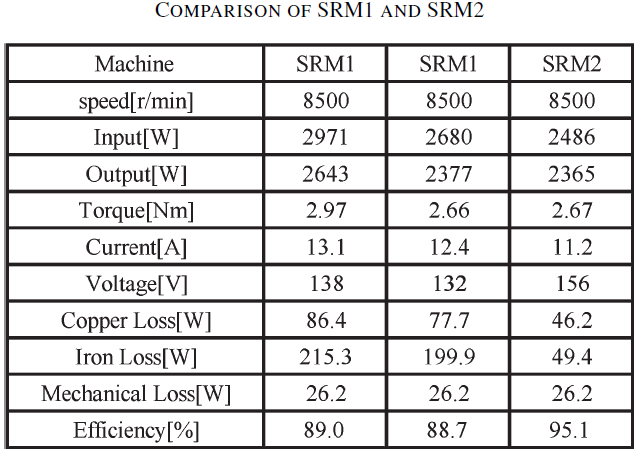 COMPARISON OF SRM1 AND SRM2
Machine SRM1 SRM1 SRM2
speed[r/min] 8500 8500 8500
Input[W] 2971 2680 2486
Output[W] 2643 2377 2365
Torque[Nm] 2.97 2.66 2.67
Current[A] 13.1 12.4 11.2
Voltage[V] 138 132 156
Copper Loss[W] 86.4 77.7 46.2
Iron Loss[W] 215.3 199.9 49.4
Mechanical Loss[W] 26.2 26.2 26.2
Efficiency[%] 89.0 88.7 95.1